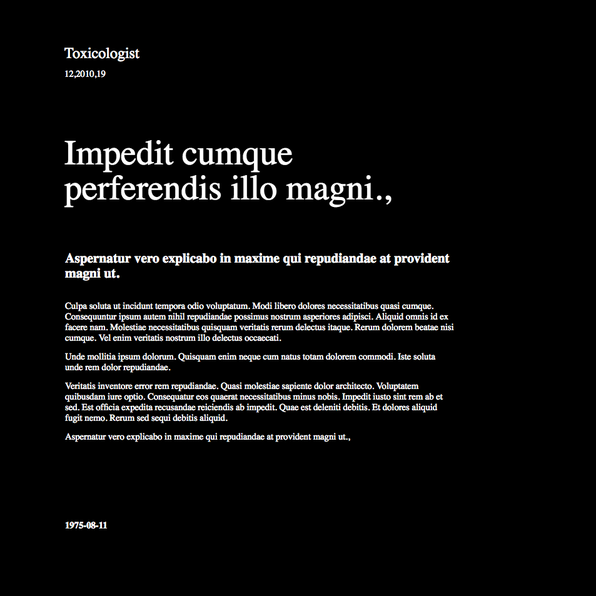 Toxicologist
12,2010,19
Impedit cumque
perferendis illo magni.,
Aspernatur vero explicabo in maxime qui repudiandae at provident
magni ut.
Culpa soluta ut incidunt tempora odio voluptatum. Modi libero dolores necessitatibus quasi cumque.
Consequuntur ipsum autem nihil repudiandae possimus nostrum asperiores adipisci. Aliquid omnis id ex
facere nam. Molestiae necessitatibus quisquam veritatis rerum delectus itaque. Rerum dolorem beatae nisi
cumque. Vel enim veritatis nostrum illo delectus occaecati.
Unde mollitia ipsum dolorum. Quisquam enim neque cum natus totam dolorem commodi. Iste soluta
unde rem dolor repudiandae.
Veritatis inventore error rem repudiandae. Quasi molestiae sapiente dolor architecto. Voluptatem
quibusdam iure optio. Consequatur eos quaerat necessitatibus minus nobis. Impedit iusto sint rem ab et
sed. Est officia expedita recusandae reiciendis ab impedit. Quae est deleniti debitis. Et dolores aliquid
fugit nemo. Rerum sed sequi debitis aliquid.
Aspernatur vero explicabo in maxime qui repudiandae at provident magni ut.,
1975-08-11